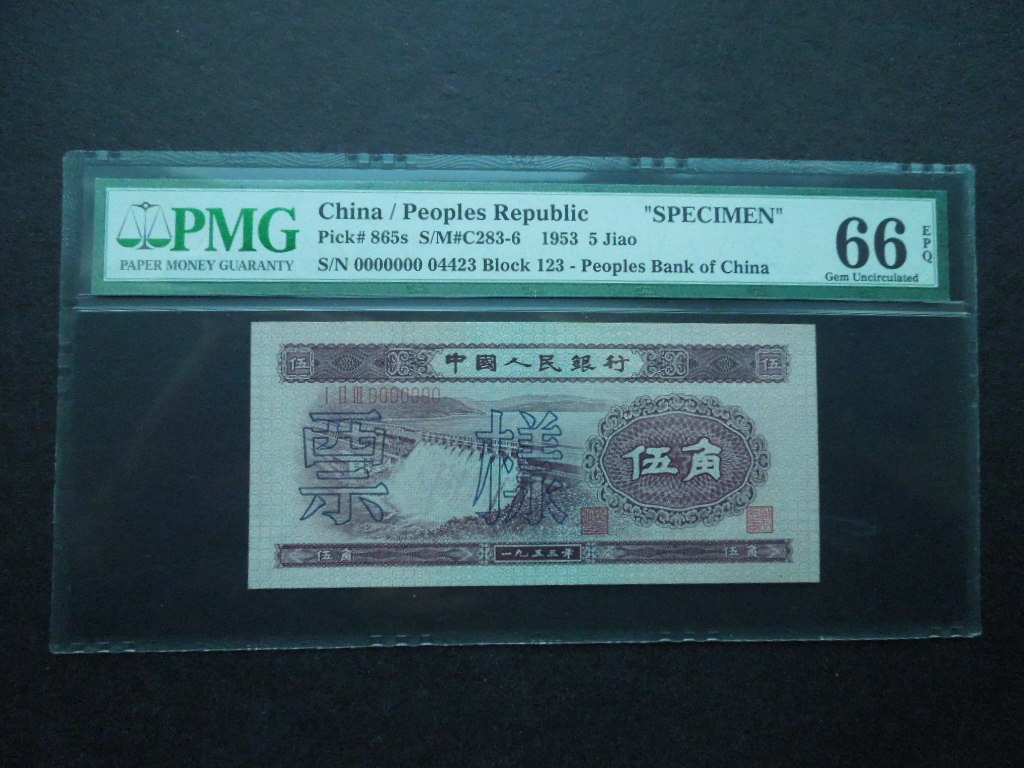 PMG
PAPER MONEY GUARANTY
China / Peoples Republic "SPECIMEN"
Pick# 865s S/M#C283-6 1953 5 Jiao
S/N 0000000 04423 Block 123 - Peoples Bank of China
66
EPQ
Gem Uncirculated
伍 中國人民銀行 伍
I II III 0000000
票樣
伍角
伍角 一九五三年 伍角